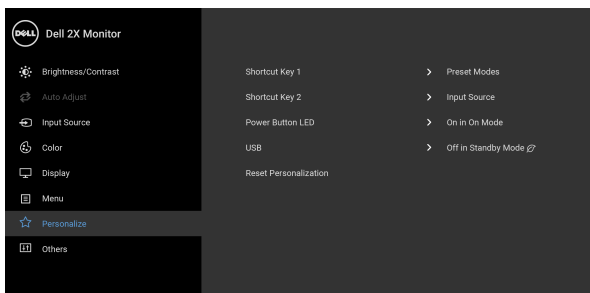 DELL Dell 2X Monitor
Brightness/Contrast
Auto Adjust
Input Source
Color
Display
Menu
Personalize
Others
Shortcut Key 1 > Preset Modes
Shortcut Key 2 > Input Source
Power Button LED > On in On Mode
USB > Off in Standby Mode
Reset Personalization